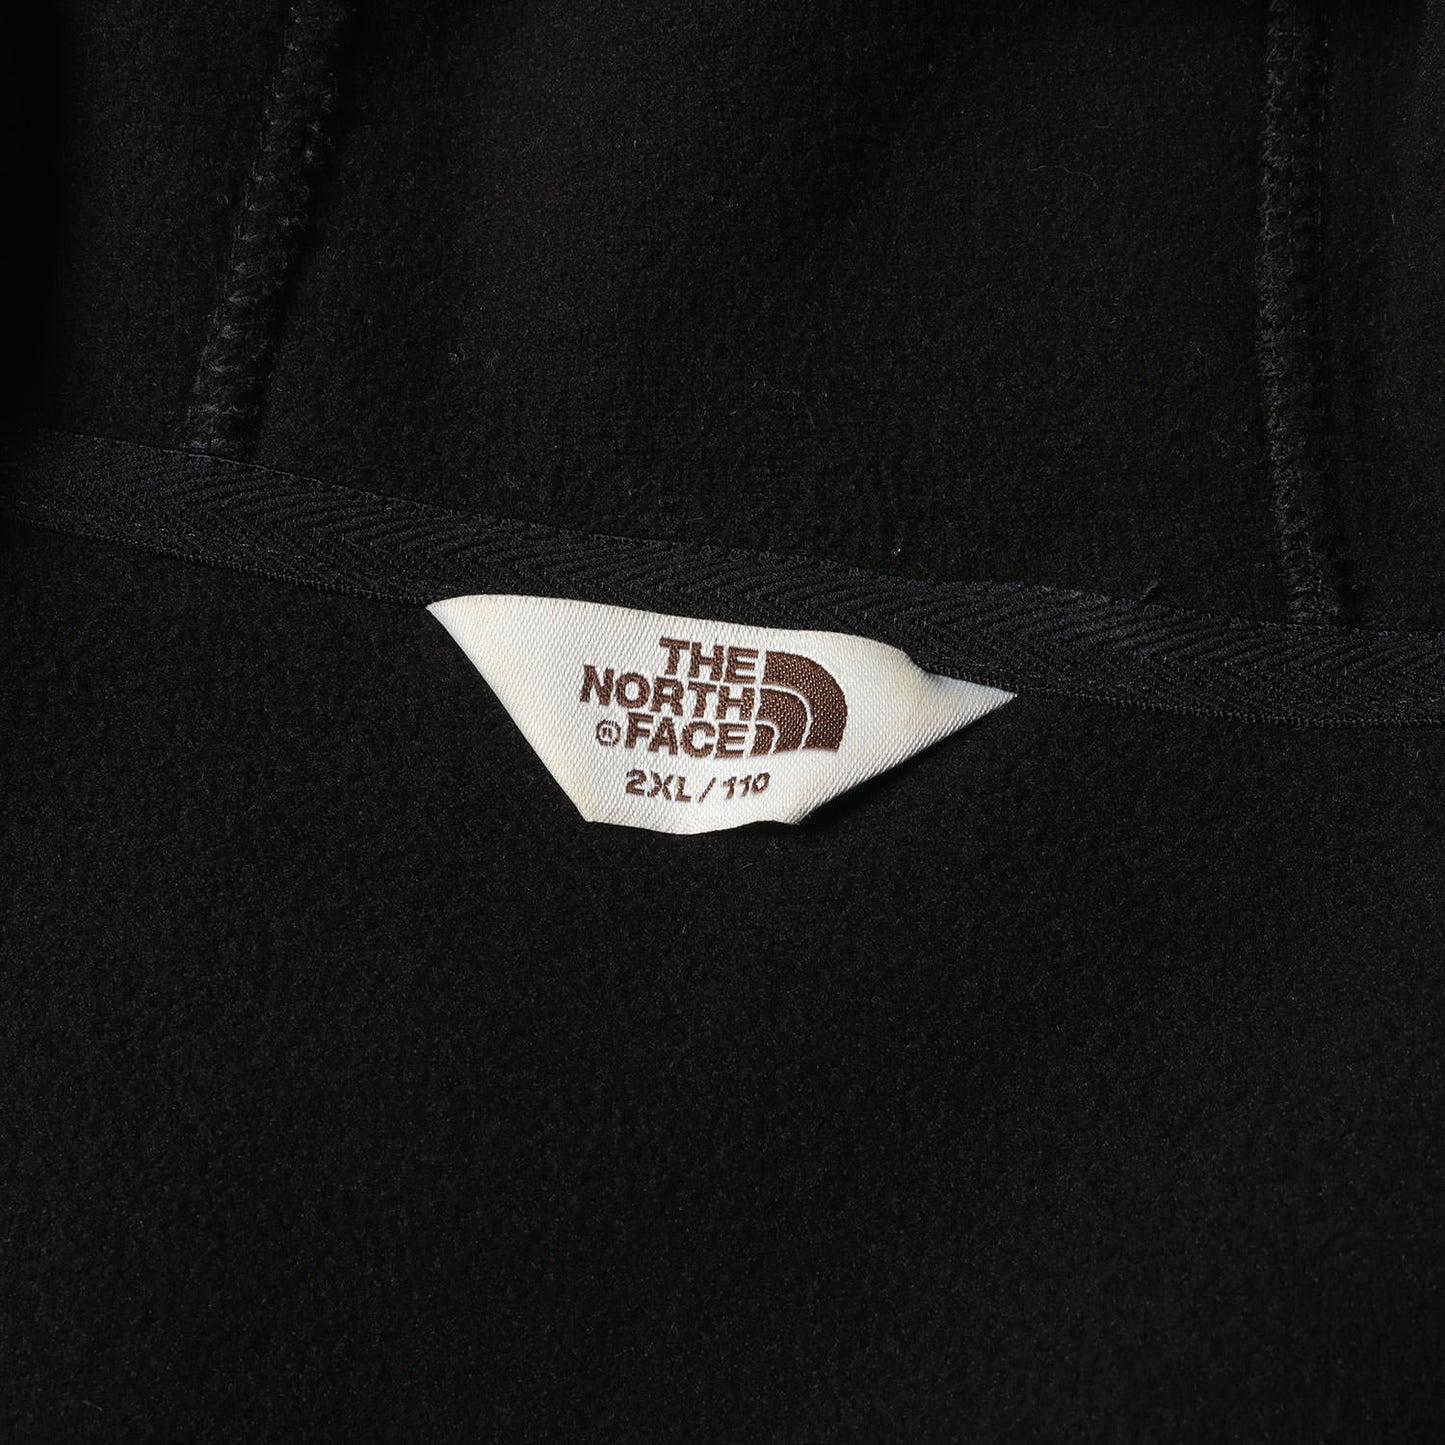 THE
NORTH
®FACE
2XL / 110